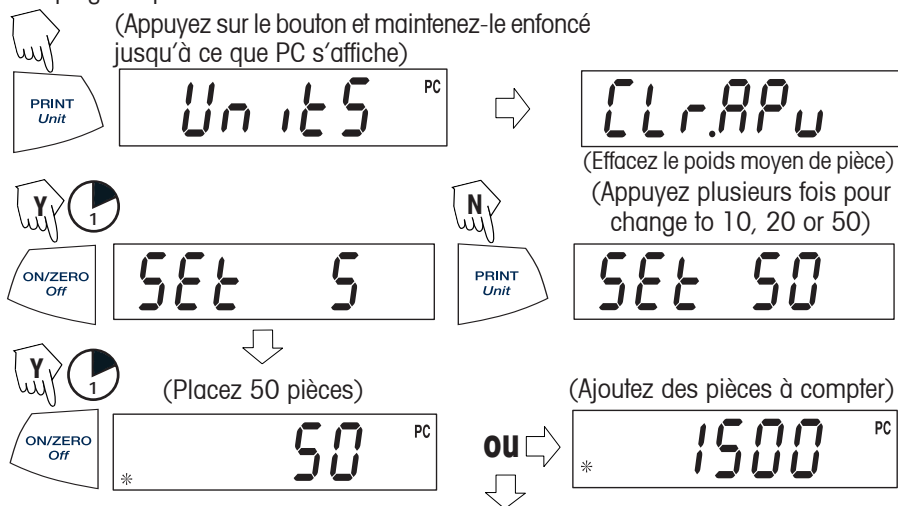 (Appuyez sur le bouton et maintenez-le enfoncé
jusqu'à ce que PC s'affiche)
PRINT
Unit
UnitS PC
CLr.APu
(Effacez le poids moyen de pièce)
Y 1
N
(Appuyez plusieurs fois pour
change to 10, 20 or 50)
ON/ZERO
Off
SEt 5
PRINT
Unit
SEt 50
Y 1
(Placez 50 pièces)
(Ajoutez des pièces à compter)
ON/ZERO
Off
* 50 PC
ou
* 1500 PC